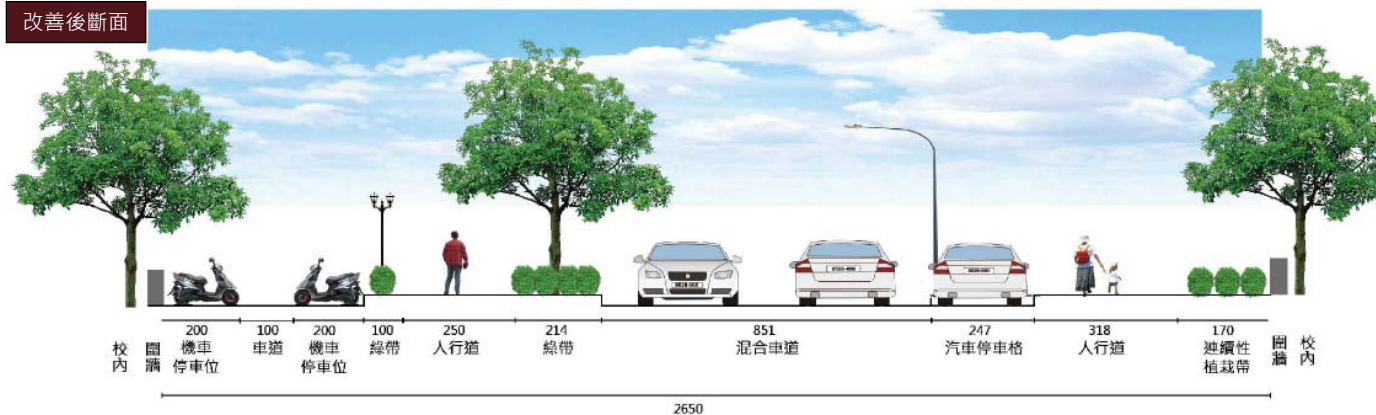 改善後斷面
200 100 200 100 250 214 851 247 318 170
校內 圍牆 機車停車位 車道 機車停車位 綠帶 人行道 綠帶 混合車道 汽車停車格 人行道 連續性植栽帶 圍牆 校內
2650